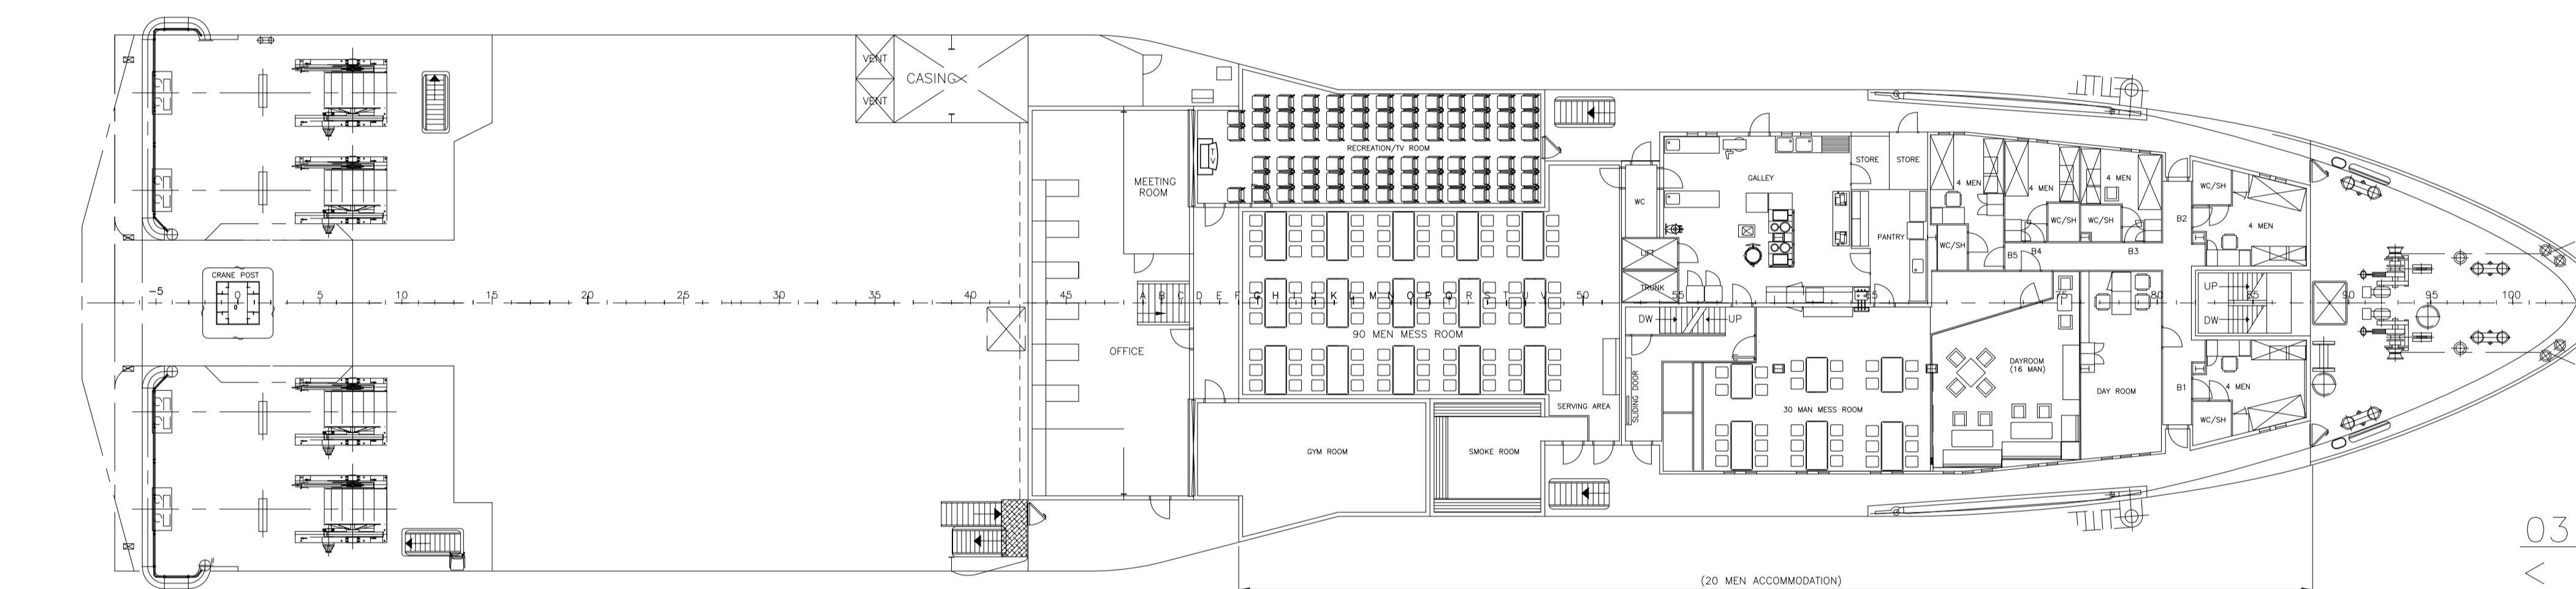 VENT
VENT
CASING
MEETING
ROOM
TV
RECREATION/TV ROOM
WC
GALLEY
STORE
STORE
PANTRY
LIFT
TRUNK
4 MEN
4 MEN
4 MEN
WC/SH
WC/SH
WC/SH
B5
B4
B3
B2
WC/SH
4 MEN
CRANE POST
-5
0
5
10
15
20
25
30
35
40
45
A B C D E F G H I J K L M N O P Q R S T U V
50
55
65
75
80
85
90
95
100
UP
DW
DW
UP
OFFICE
90 MEN MESS ROOM
SERVING AREA
SLIDING DOOR
30 MAN MESS ROOM
DAYROOM
(16 MAN)
DAY ROOM
B1
4 MEN
WC/SH
GYM ROOM
SMOKE ROOM
(20 MEN ACCOMMODATION)
03